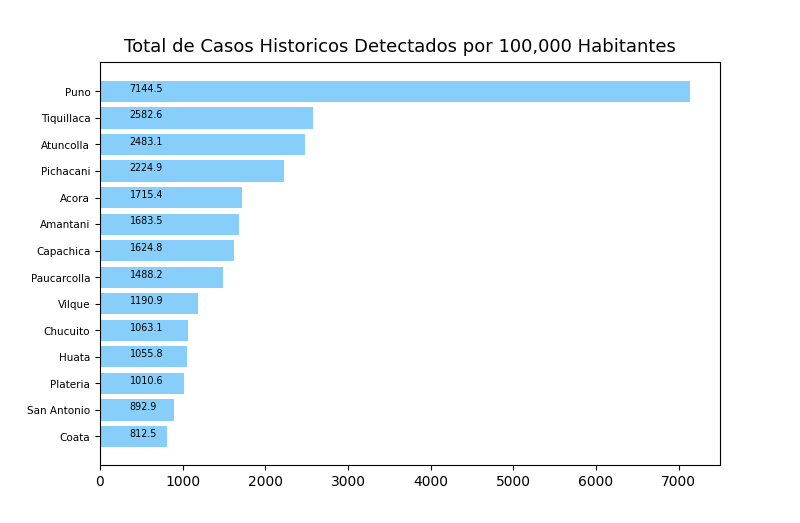 Total de Casos Historicos Detectados por 100,000 Habitantes
Puno 7144.5
Tiquillaca 2582.6
Atuncolla 2483.1
Pichacani 2224.9
Acora 1715.4
Amantani 1683.5
Capachica 1624.8
Paucarcolla 1488.2
Vilque 1190.9
Chucuito 1063.1
Huata 1055.8
Plateria 1010.6
San Antonio 892.9
Coata 812.5
0 1000 2000 3000 4000 5000 6000 7000